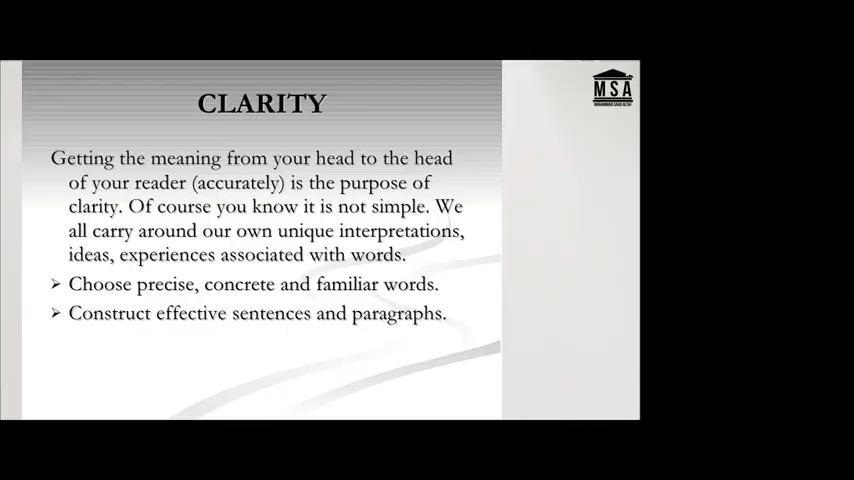 CLARITY
Getting the meaning from your head to the head
of your reader (accurately) is the purpose of
clarity. Of course you know it is not simple. We
all carry around our own unique interpretations,
ideas, experiences associated with words.
➢ Choose precise, concrete and familiar words.
➢ Construct effective sentences and paragraphs.
MSA